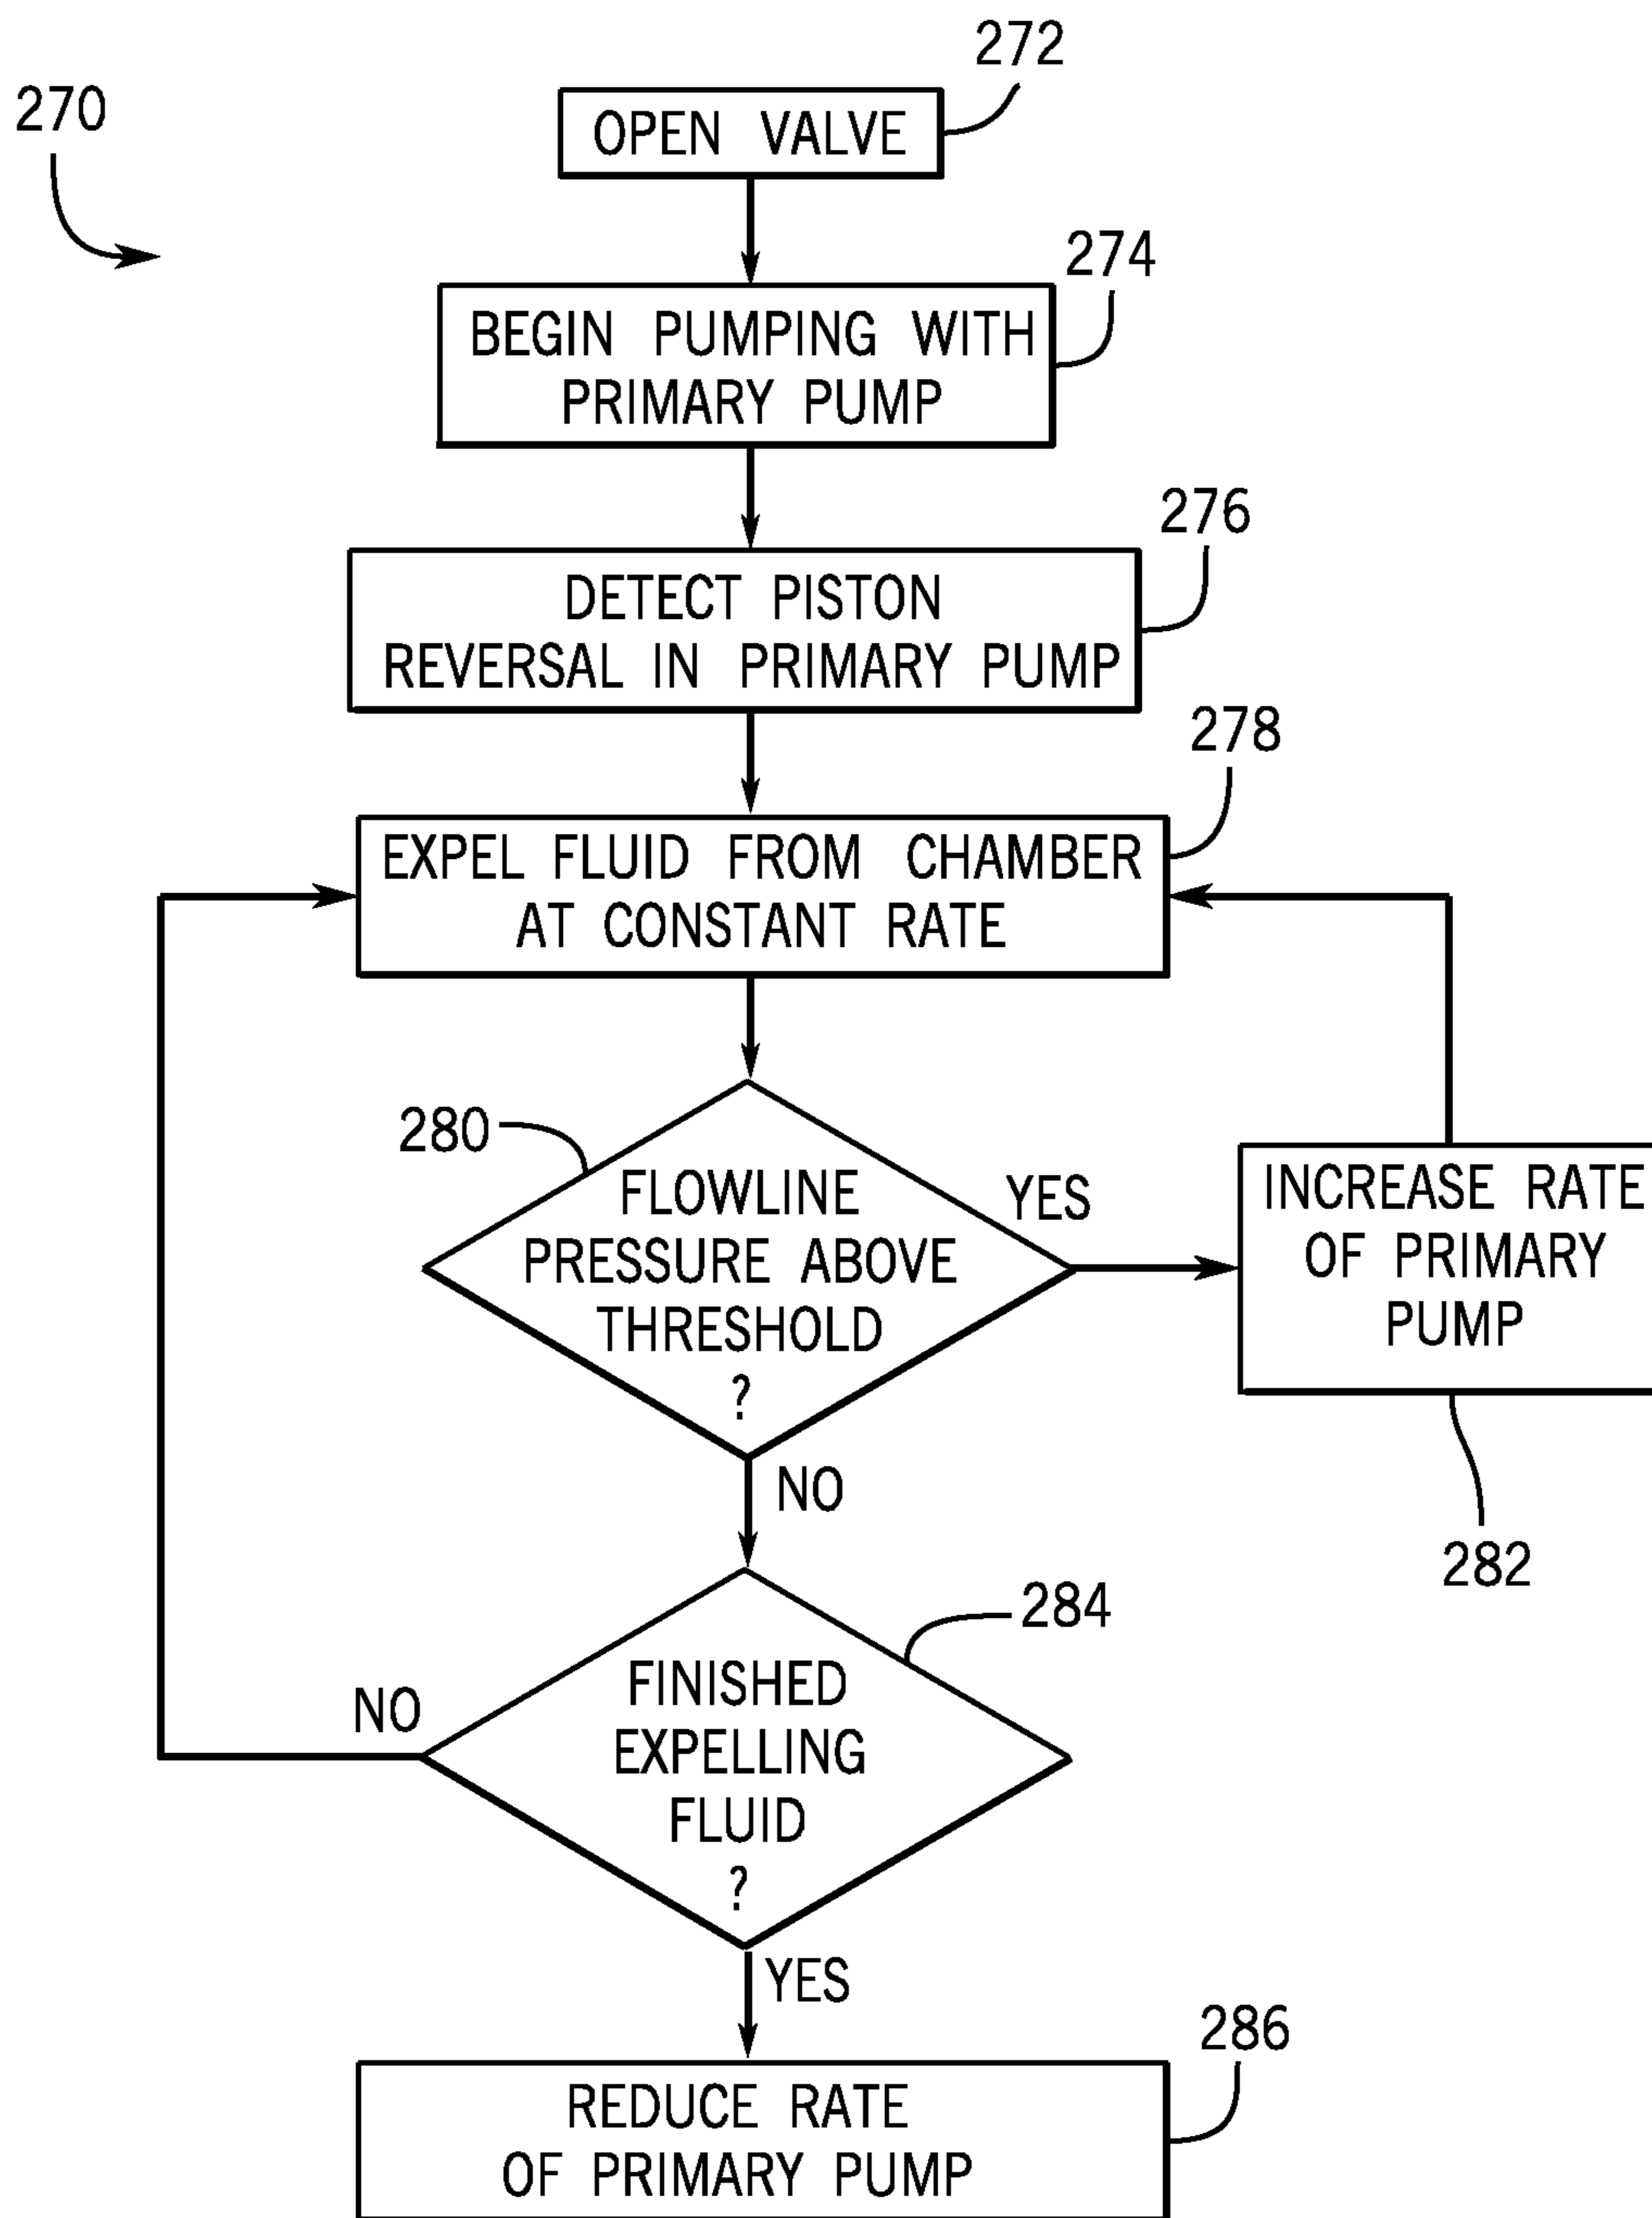 272
270
OPEN VALVE
274
BEGIN PUMPING WITH
PRIMARY PUMP
276
DETECT PISTON
REVERSAL IN PRIMARY PUMP
278
EXPEL FLUID FROM CHAMBER
AT CONSTANT RATE
280
FLOWLINE
PRESSURE ABOVE
THRESHOLD
?
YES
INCREASE RATE
OF PRIMARY
PUMP
282
NO
284
FINISHED
EXPELLING
FLUID
?
NO
YES
286
REDUCE RATE
OF PRIMARY PUMP